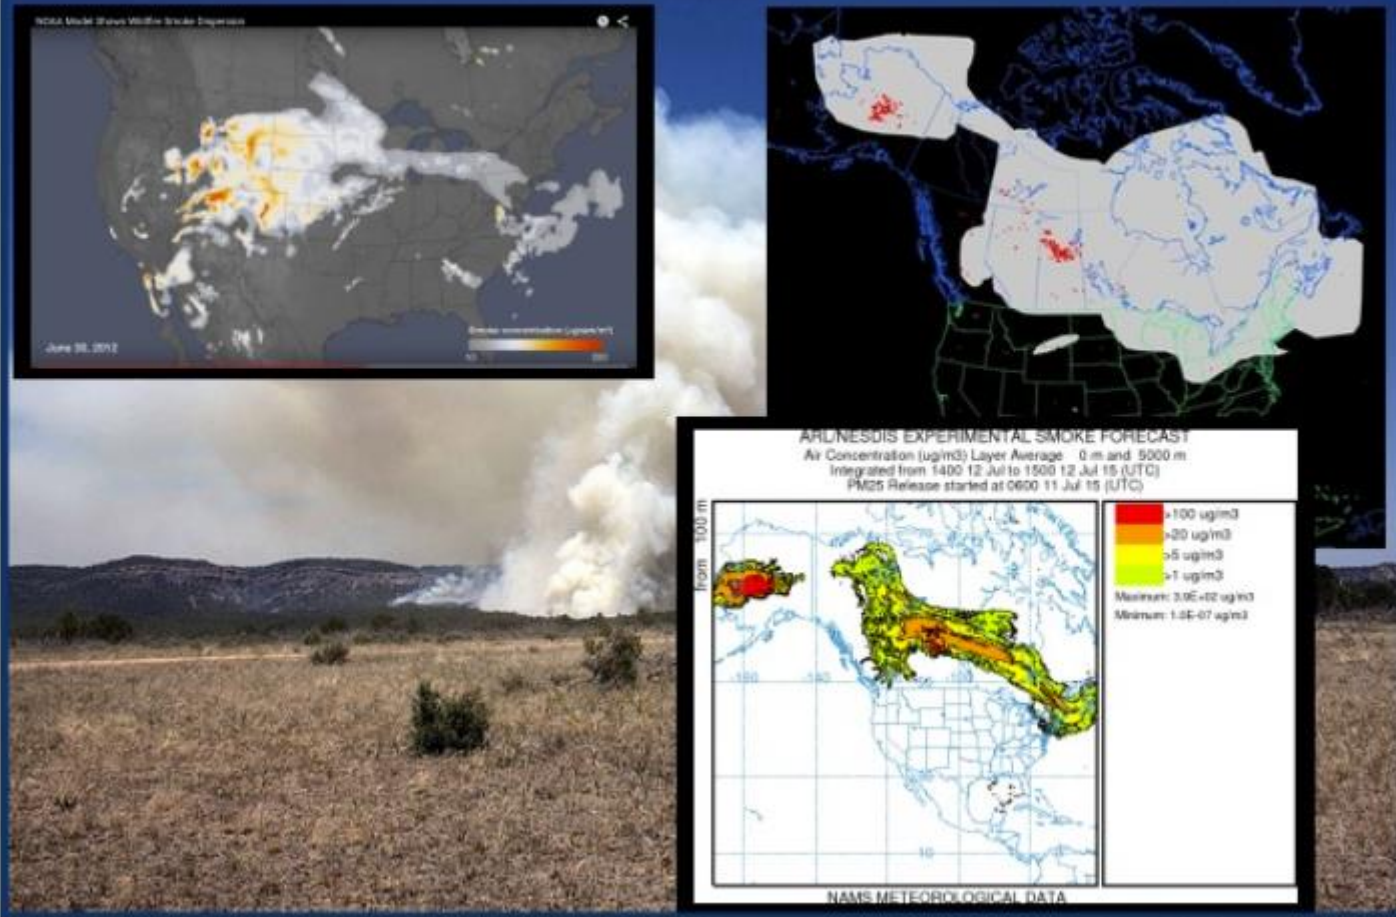 NOAA Model Shows Wildfire Smoke Dispersion
Smoke concentration
June 30, 2012
ARL/NESDIS EXPERIMENTAL SMOKE FORECAST
Air Concentration (ug/m3) Layer Average 0 m and 5000 m
Integrated from 1400 12 Jul to 1500 12 Jul 15 (UTC)
PM25 Release started at 0600 11 Jul 15 (UTC)
from 100 m
>100 ug/m3
>20 ug/m3
>5 ug/m3
>1 ug/m3
Maximum: 3.9E+02 ug/m3
Minimum: 1.0E-07 ug/m3
-140
10
NAMS METEOROLOGICAL DATA